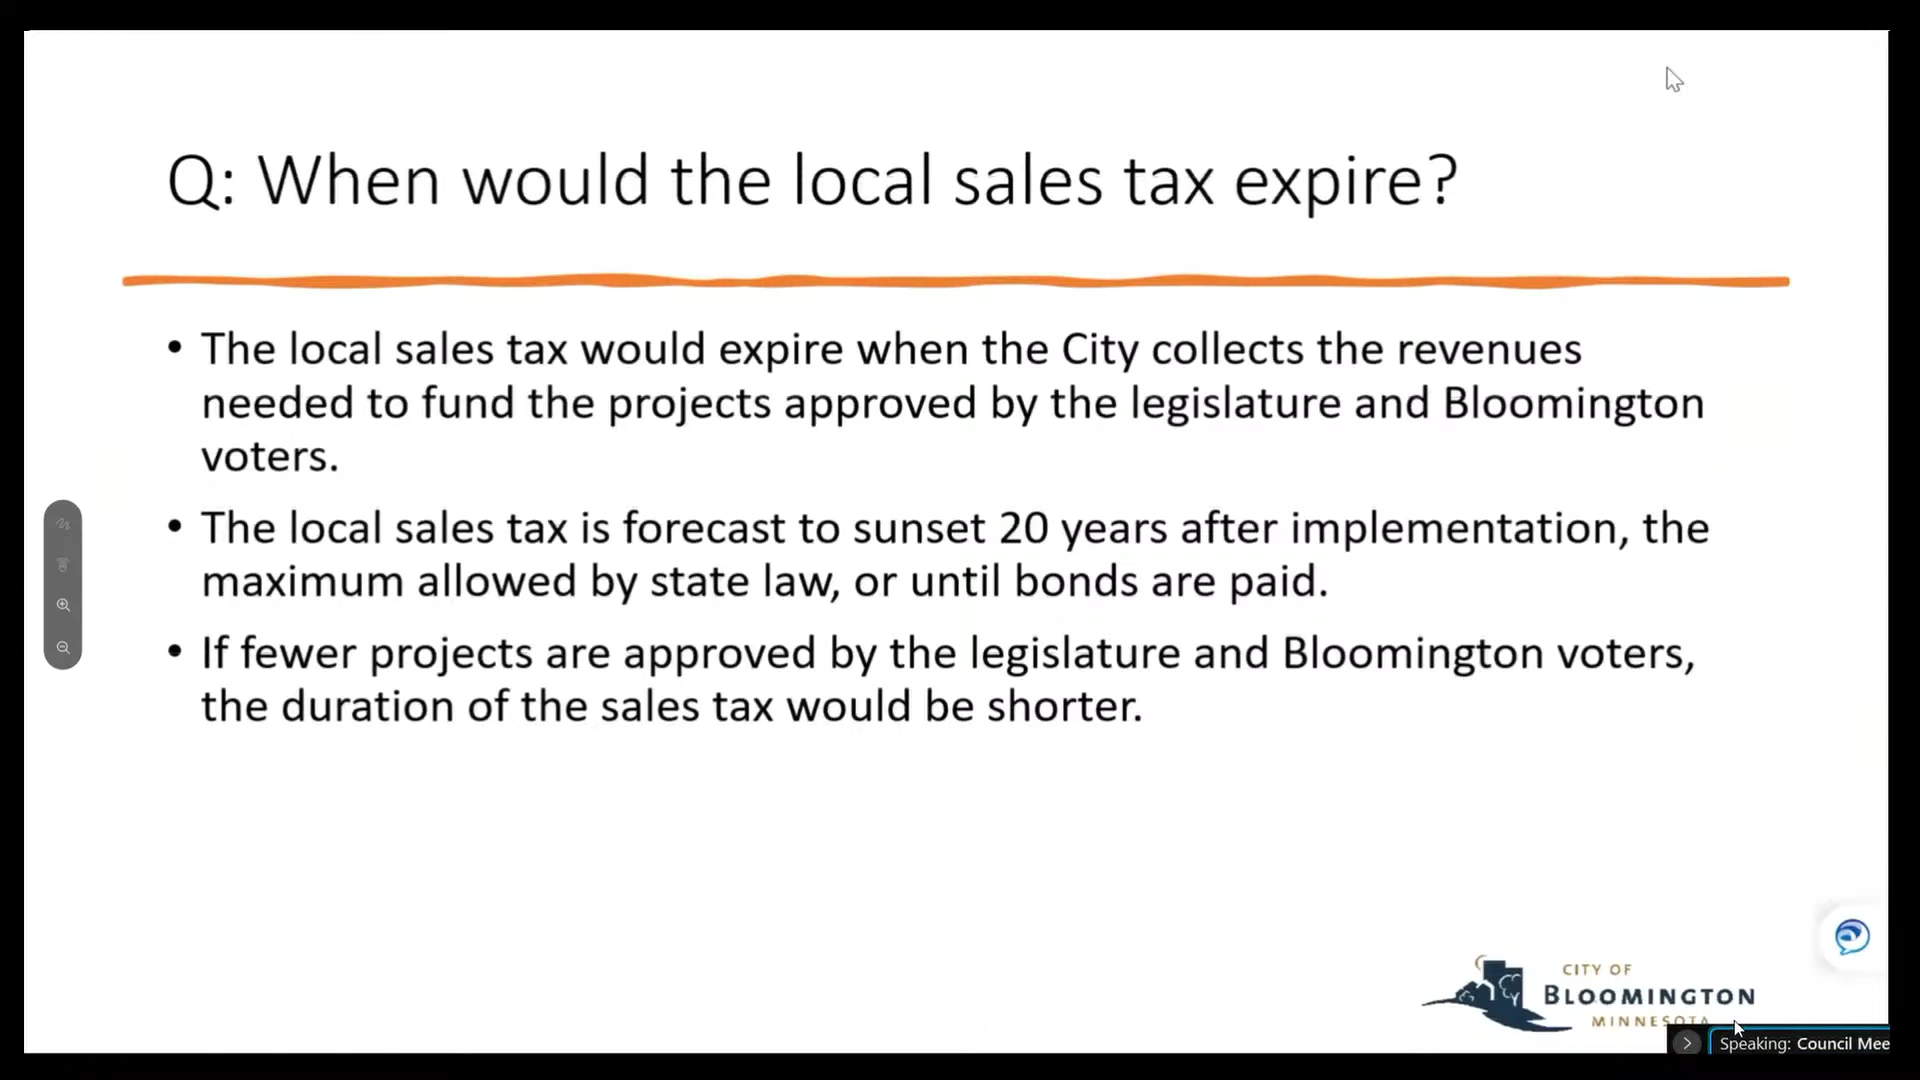 Q: When would the local sales tax expire?
• The local sales tax would expire when the City collects the revenues
needed to fund the projects approved by the legislature and Bloomington
voters.
• The local sales tax is forecast to sunset 20 years after implementation, the
maximum allowed by state law, or until bonds are paid.
• If fewer projects are approved by the legislature and Bloomington voters,
the duration of the sales tax would be shorter.
CITY OF
BLOOMINGTON
MINNESOTA
Speaking: Council Mee